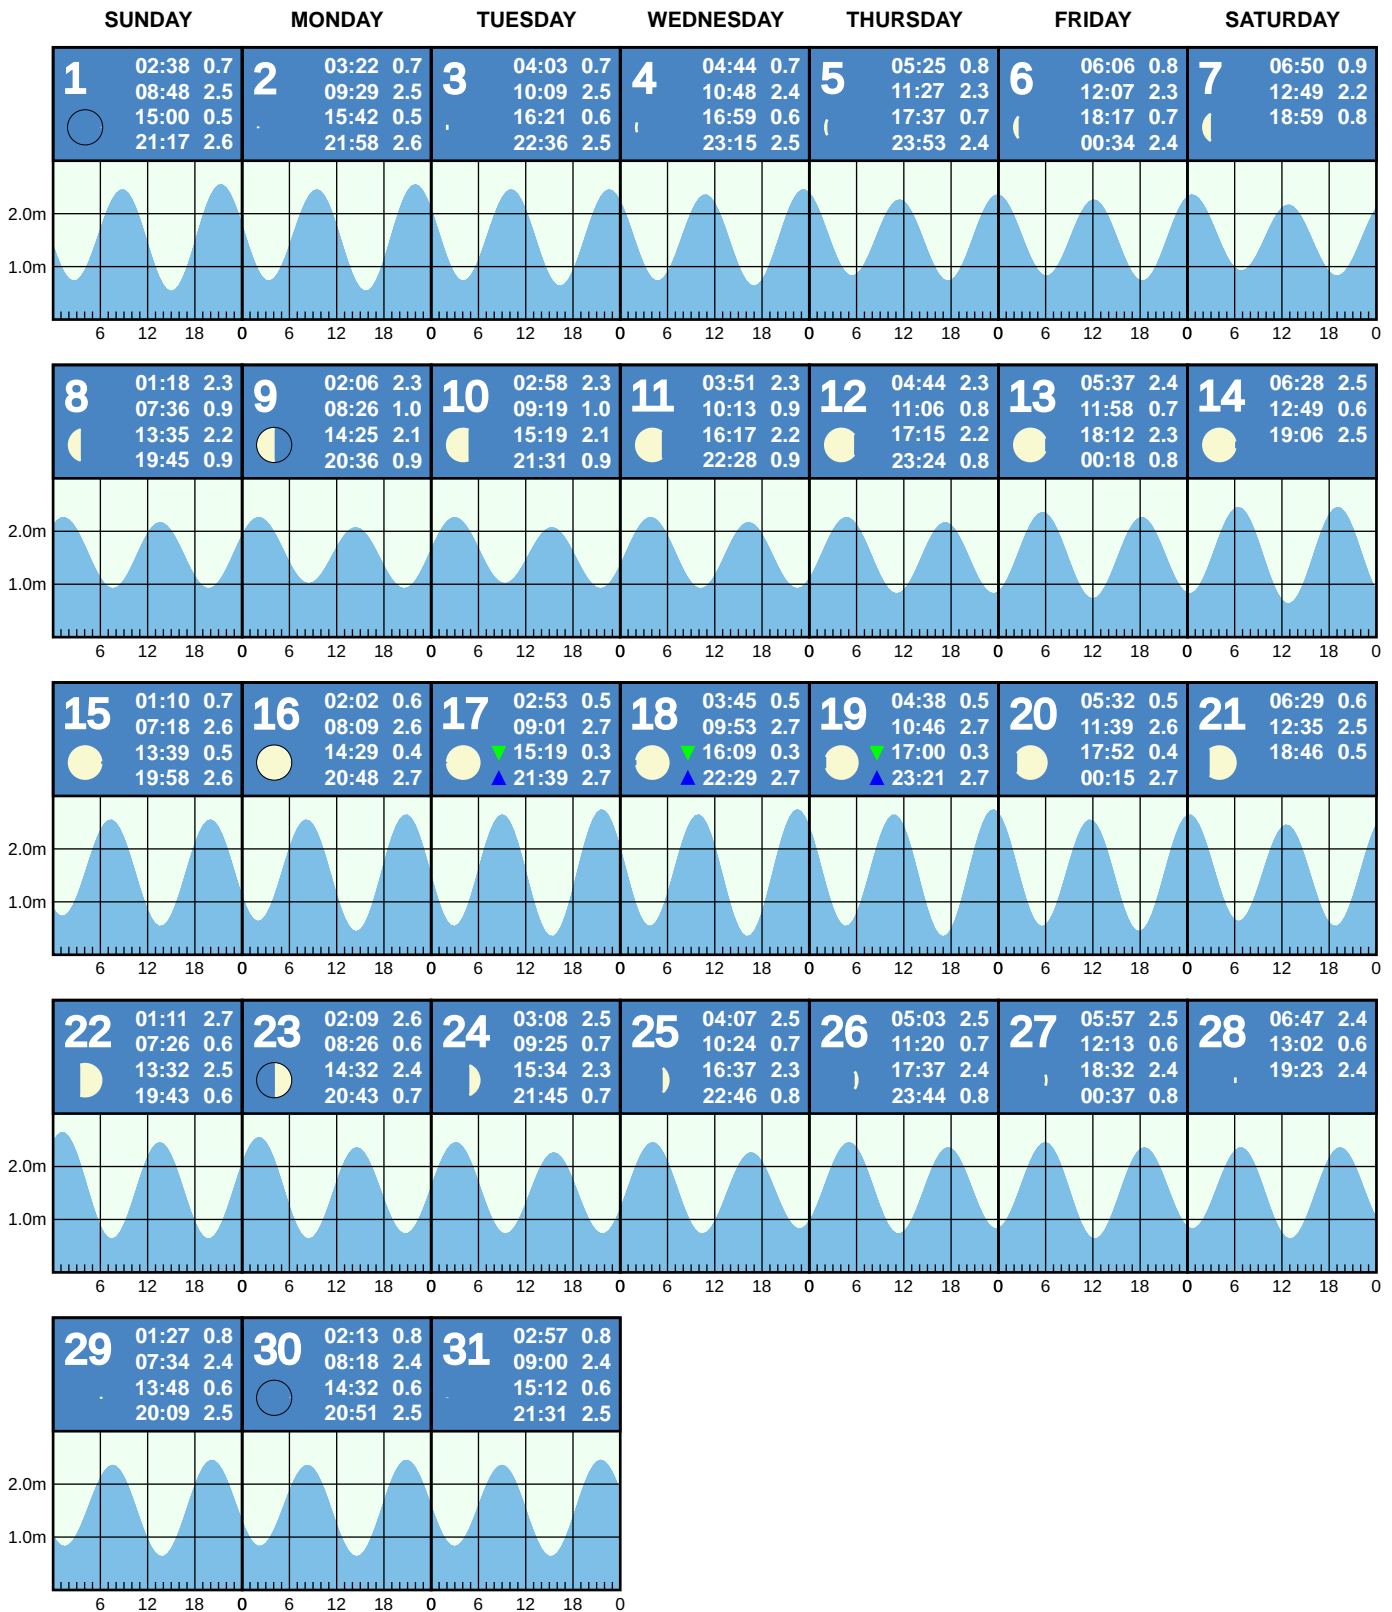 SUNDAY MONDAY TUESDAY WEDNESDAY THURSDAY FRIDAY SATURDAY
1 02:38 0.7
08:48 2.5
15:00 0.5
21:17 2.6
2 03:22 0.7
09:29 2.5
15:42 0.5
21:58 2.6
3 04:03 0.7
10:09 2.5
16:21 0.6
22:36 2.5
4 04:44 0.7
10:48 2.4
16:59 0.6
23:15 2.5
5 05:25 0.8
11:27 2.3
17:37 0.7
23:53 2.4
6 06:06 0.8
12:07 2.3
18:17 0.7
00:34 2.4
7 06:50 0.9
12:49 2.2
18:59 0.8
2.0m
1.0m
6 12 18 0 6 12 18 0 6 12 18 0 6 12 18 0 6 12 18 0 6 12 18 0 6 12 18 0
8 01:18 2.3
07:36 0.9
13:35 2.2
19:45 0.9
9 02:06 2.3
08:26 1.0
14:25 2.1
20:36 0.9
10 02:58 2.3
09:19 1.0
15:19 2.1
21:31 0.9
11 03:51 2.3
10:13 0.9
16:17 2.2
22:28 0.9
12 04:44 2.3
11:06 0.8
17:15 2.2
23:24 0.8
13 05:37 2.4
11:58 0.7
18:12 2.3
00:18 0.8
14 06:28 2.5
12:49 0.6
19:06 2.5
2.0m
1.0m
6 12 18 0 6 12 18 0 6 12 18 0 6 12 18 0 6 12 18 0 6 12 18 0 6 12 18 0
15 01:10 0.7
07:18 2.6
13:39 0.5
19:58 2.6
16 02:02 0.6
08:09 2.6
14:29 0.4
20:48 2.7
17 02:53 0.5
09:01 2.7
15:19 0.3
21:39 2.7
18 03:45 0.5
09:53 2.7
16:09 0.3
22:29 2.7
19 04:38 0.5
10:46 2.7
17:00 0.3
23:21 2.7
20 05:32 0.5
11:39 2.6
17:52 0.4
00:15 2.7
21 06:29 0.6
12:35 2.5
18:46 0.5
2.0m
1.0m
6 12 18 0 6 12 18 0 6 12 18 0 6 12 18 0 6 12 18 0 6 12 18 0 6 12 18 0
22 01:11 2.7
07:26 0.6
13:32 2.5
19:43 0.6
23 02:09 2.6
08:26 0.6
14:32 2.4
20:43 0.7
24 03:08 2.5
09:25 0.7
15:34 2.3
21:45 0.7
25 04:07 2.5
10:24 0.7
16:37 2.3
22:46 0.8
26 05:03 2.5
11:20 0.7
17:37 2.4
23:44 0.8
27 05:57 2.5
12:13 0.6
18:32 2.4
00:37 0.8
28 06:47 2.4
13:02 0.6
19:23 2.4
2.0m
1.0m
6 12 18 0 6 12 18 0 6 12 18 0 6 12 18 0 6 12 18 0 6 12 18 0 6 12 18 0
29 01:27 0.8
07:34 2.4
13:48 0.6
20:09 2.5
30 02:13 0.8
08:18 2.4
14:32 0.6
20:51 2.5
31 02:57 0.8
09:00 2.4
15:12 0.6
21:31 2.5
2.0m
1.0m
6 12 18 0 6 12 18 0 6 12 18 0